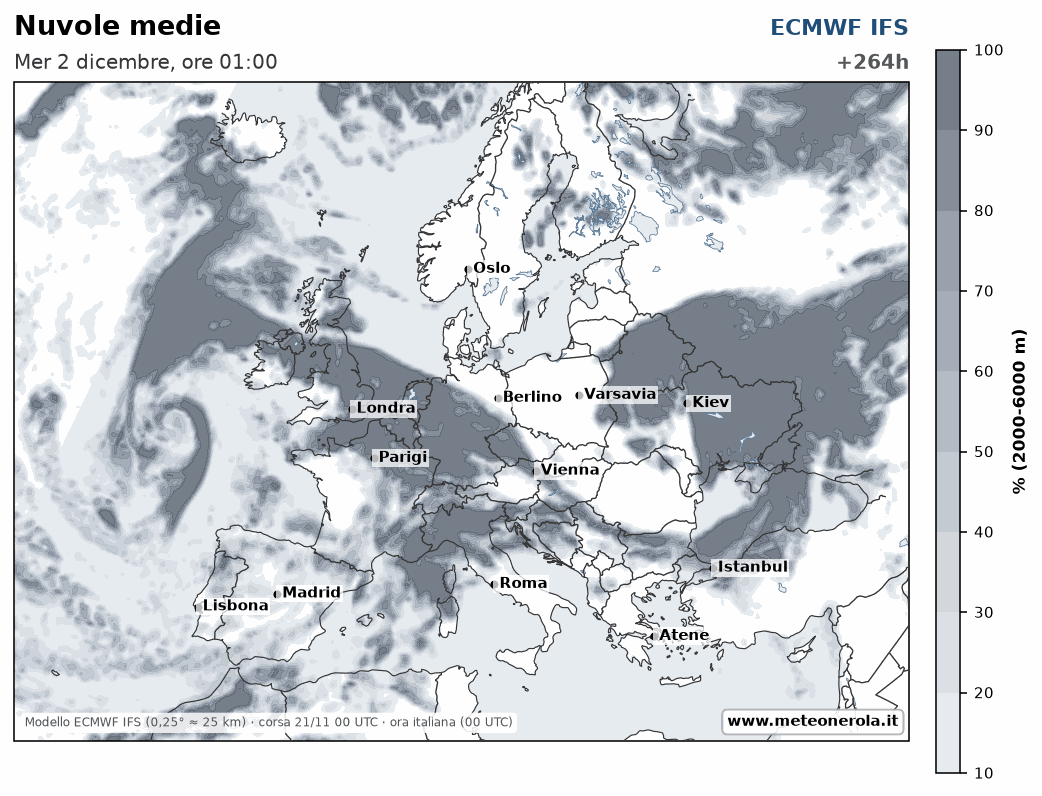 Nuvole medie
ECMWF IFS
Mer 2 dicembre, ore 01:00
+264h
100
90
80
70
60
50
40
30
20
10
% (2000-6000 m)
Oslo
Berlino
Varsavia
Londra
Kiev
Parigi
Vienna
Istanbul
Roma
Madrid
Lisbona
Atene
Modello ECMWF IFS (0,25° ≈ 25 km) · corsa 21/11 00 UTC · ora italiana (00 UTC)
www.meteonerola.it